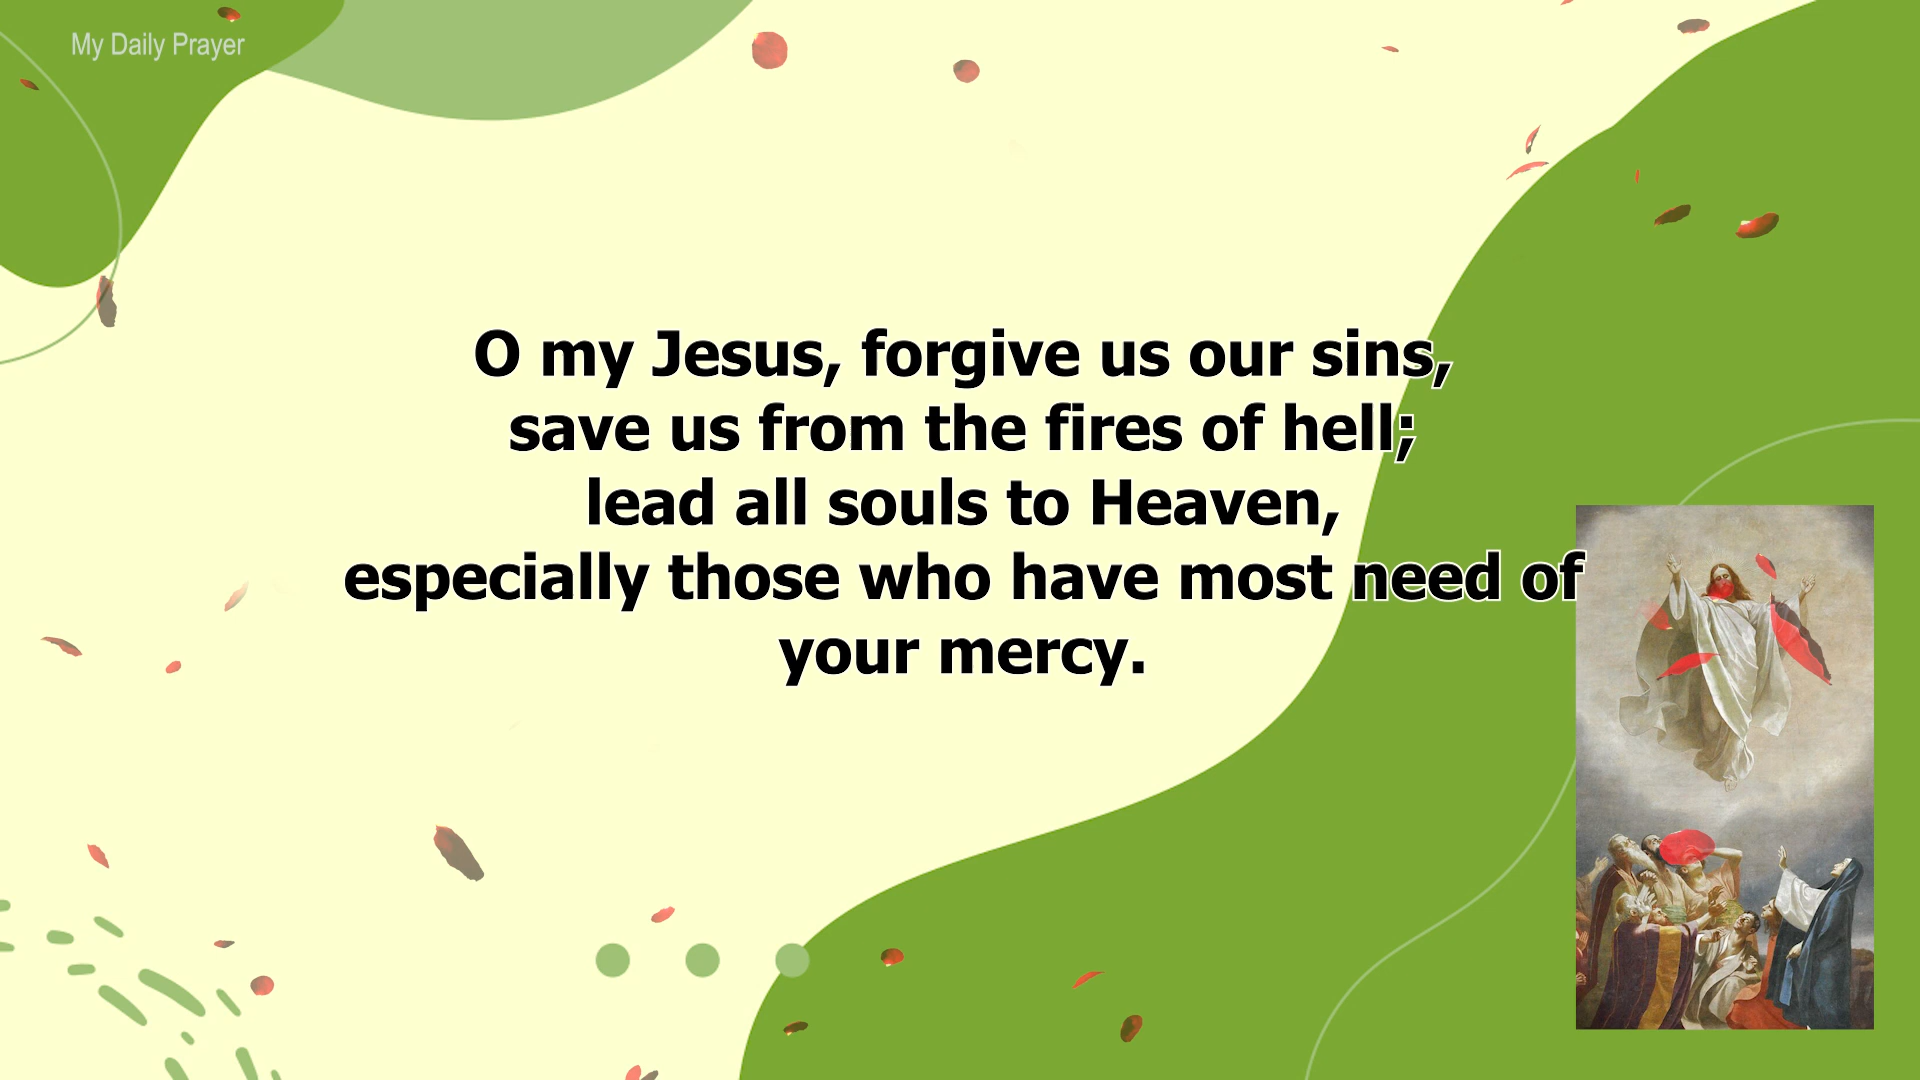 My Daily Prayer
O my Jesus, forgive us our sins,
save us from the fires of hell;
lead all souls to Heaven,
especially those who have most need of
your mercy.